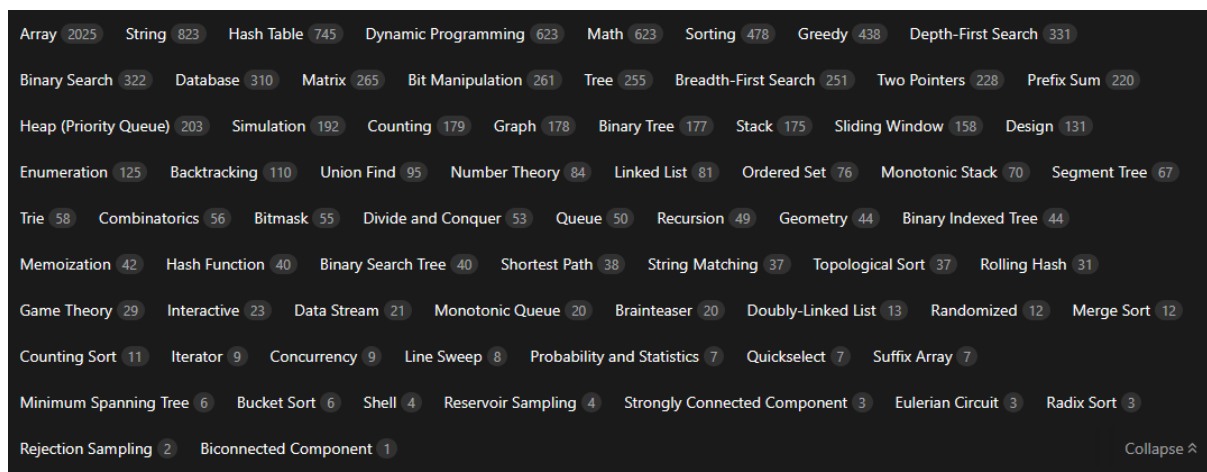 Array 2025 String 823 Hash Table 745 Dynamic Programming 623 Math 623 Sorting 478 Greedy 438 Depth-First Search 331
Binary Search 322 Database 310 Matrix 265 Bit Manipulation 261 Tree 255 Breadth-First Search 251 Two Pointers 228 Prefix Sum 220
Heap (Priority Queue) 203 Simulation 192 Counting 179 Graph 178 Binary Tree 177 Stack 175 Sliding Window 158 Design 131
Enumeration 125 Backtracking 110 Union Find 95 Number Theory 84 Linked List 81 Ordered Set 76 Monotonic Stack 70 Segment Tree 67
Trie 58 Combinatorics 56 Bitmask 55 Divide and Conquer 53 Queue 50 Recursion 49 Geometry 44 Binary Indexed Tree 44
Memoization 42 Hash Function 40 Binary Search Tree 40 Shortest Path 38 String Matching 37 Topological Sort 37 Rolling Hash 31
Game Theory 29 Interactive 23 Data Stream 21 Monotonic Queue 20 Brainteaser 20 Doubly-Linked List 13 Randomized 12 Merge Sort 12
Counting Sort 11 Iterator 9 Concurrency 9 Line Sweep 8 Probability and Statistics 7 Quickselect 7 Suffix Array 7
Minimum Spanning Tree 6 Bucket Sort 6 Shell 4 Reservoir Sampling 4 Strongly Connected Component 3 Eulerian Circuit 3 Radix Sort 3
Rejection Sampling 2 Biconnected Component 1 Collapse